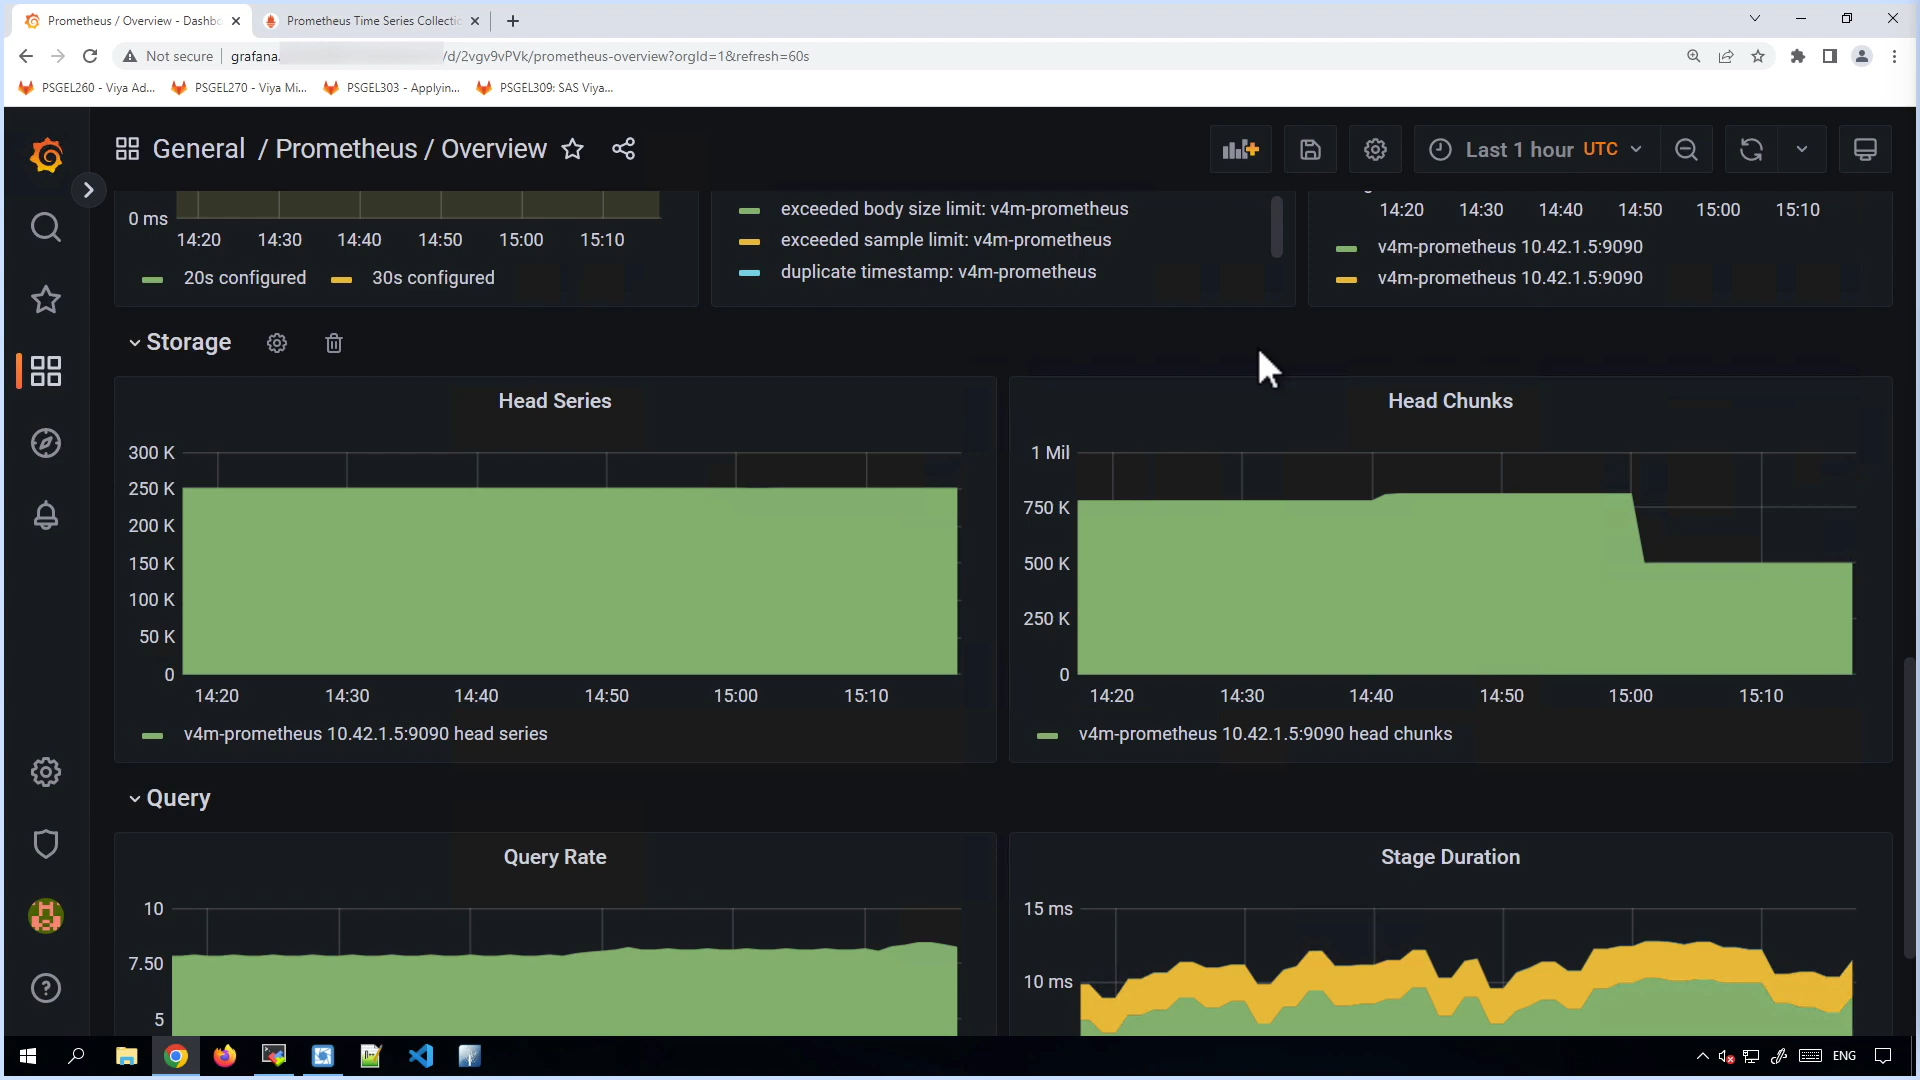 Prometheus / Overview - Dashbo
Prometheus Time Series Collectio
Not secure
grafana.
/d/2vgv9vPVk/prometheus-overview?orgId=1&refresh=60s
PSGEL260 - Viya Ad...
PSGEL270 - Viya Mi...
PSGEL303 - Applyin...
PSGEL309: SAS Viya...
General / Prometheus / Overview
Last 1 hour UTC
0 ms
14:20 14:30 14:40 14:50 15:00 15:10
20s configured 30s configured
exceeded body size limit: v4m-prometheus
exceeded sample limit: v4m-prometheus
duplicate timestamp: v4m-prometheus
14:20 14:30 14:40 14:50 15:00 15:10
v4m-prometheus 10.42.1.5:9090
v4m-prometheus 10.42.1.5:9090
Storage
Head Series
300 K
250 K
200 K
150 K
100 K
50 K
0
14:20 14:30 14:40 14:50 15:00 15:10
v4m-prometheus 10.42.1.5:9090 head series
Head Chunks
1 Mil
750 K
500 K
250 K
0
14:20 14:30 14:40 14:50 15:00 15:10
v4m-prometheus 10.42.1.5:9090 head chunks
Query
Query Rate
10
7.50
5
Stage Duration
15 ms
10 ms
ENG